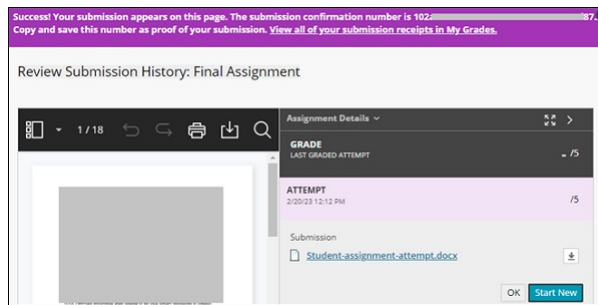 Success! Your submission appears on this page. The submission confirmation number is 102 87.
Copy and save this number as proof of your submission. View all of your submission receipts in My Grades.
Review Submission History: Final Assignment
1 / 18
Assignment Details
GRADE
LAST GRADED ATTEMPT
- /5
ATTEMPT
2/20/23 12:12 PM
/5
Submission
Student-assignment-attempt.docx
OK
Start New